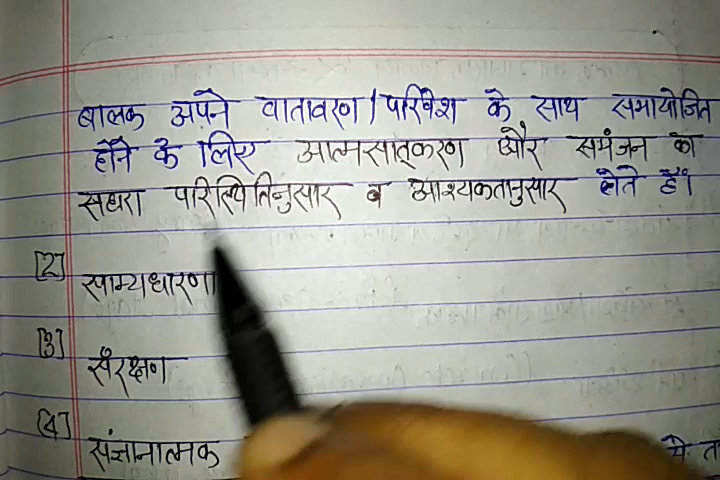 बालक अपने वातावरण / परिवेश के साथ समायोजित
होने के लिए आत्मसात्करण और समंजन का
सहारा परिस्थितिनुसार व आश्यकतानुसार लेते हैं।
[2] साम्यधारणा
[3] संरक्षण
[4] संज्ञानात्मक